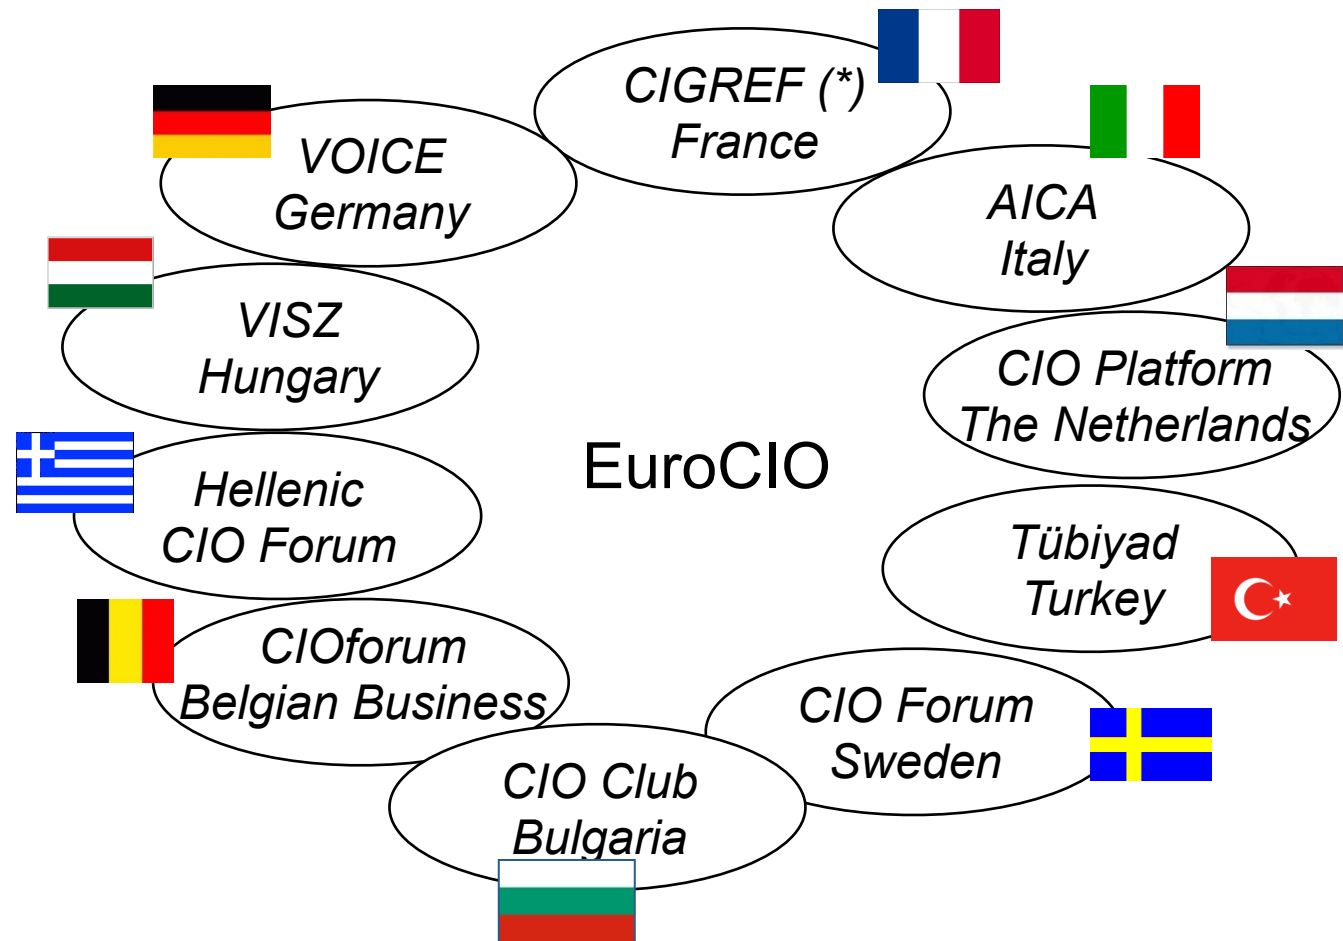 CIGREF (*)
France
VOICE
Germany
AICA
Italy
VISZ
Hungary
CIO Platform
The Netherlands
EuroCIO
Hellenic
CIO Forum
Tübiyad
Turkey
CIOforum
Belgian Business
CIO Forum
Sweden
CIO Club
Bulgaria